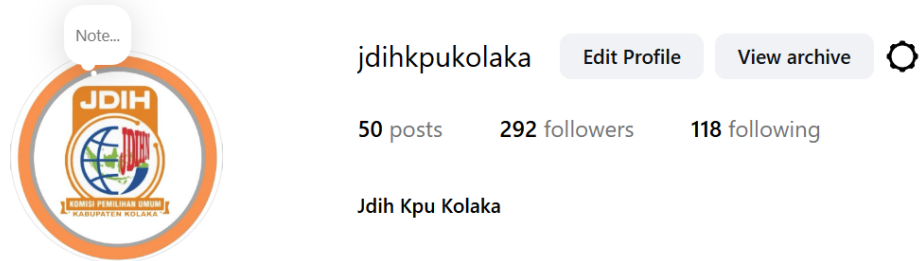 Note...
jdihkpukolaka Edit Profile View archive
50 posts 292 followers 118 following
Jdih Kpu Kolaka
JDIH
JDIHN
KOMISI PEMILIHAN UMUM
KABUPATEN KOLAKA